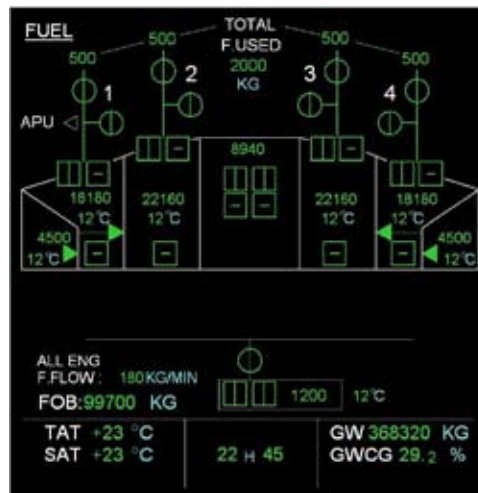 FUEL
TOTAL
F.USED
2000
KG
500 500 500 500
1 2 3 4
APU
8940
18180 22160 22160 18180
12°C 12°C 12°C 12°C
4500 4500
12°C 12°C
ALL ENG
F.FLOW: 180 KG/MIN
FOB: 99700 KG
1200 12°C
TAT +23 °C
SAT +23 °C
22 H 45
GW 368320 KG
GWCG 29.2 %